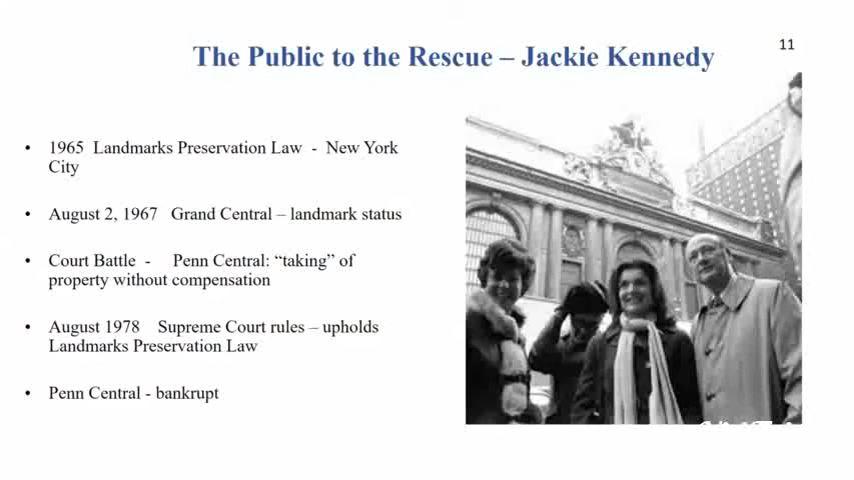 11
The Public to the Rescue – Jackie Kennedy
• 1965 Landmarks Preservation Law - New York
City
• August 2, 1967 Grand Central – landmark status
• Court Battle - Penn Central: “taking” of
property without compensation
• August 1978 Supreme Court rules – upholds
Landmarks Preservation Law
• Penn Central - bankrupt